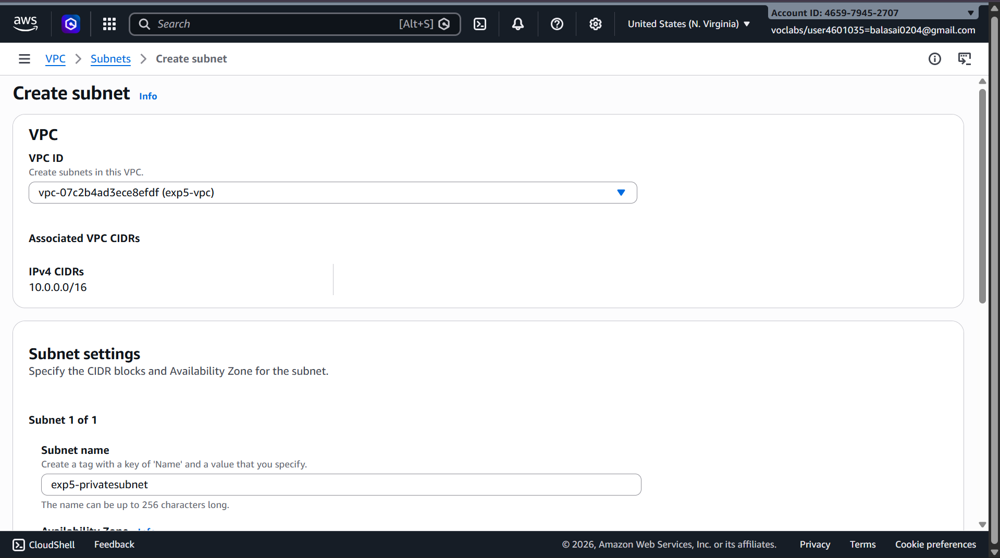 aws
Search [Alt+S]
United States (N. Virginia)
Account ID: 4659-7945-2707
voclabs/user4601035=balasai0204@gmail.com
VPC
Subnets
Create subnet
Create subnet Info
VPC
VPC ID
Create subnets in this VPC.
vpc-07c2b4ad3ece8efdf (exp5-vpc)
Associated VPC CIDRs
IPv4 CIDRs
10.0.0.0/16
Subnet settings
Specify the CIDR blocks and Availability Zone for the subnet.
Subnet 1 of 1
Subnet name
Create a tag with a key of 'Name' and a value that you specify.
exp5-privatesubnet
The name can be up to 256 characters long.
Availability Zone Info
CloudShell Feedback © 2026, Amazon Web Services, Inc. or its affiliates. Privacy Terms Cookie preferences